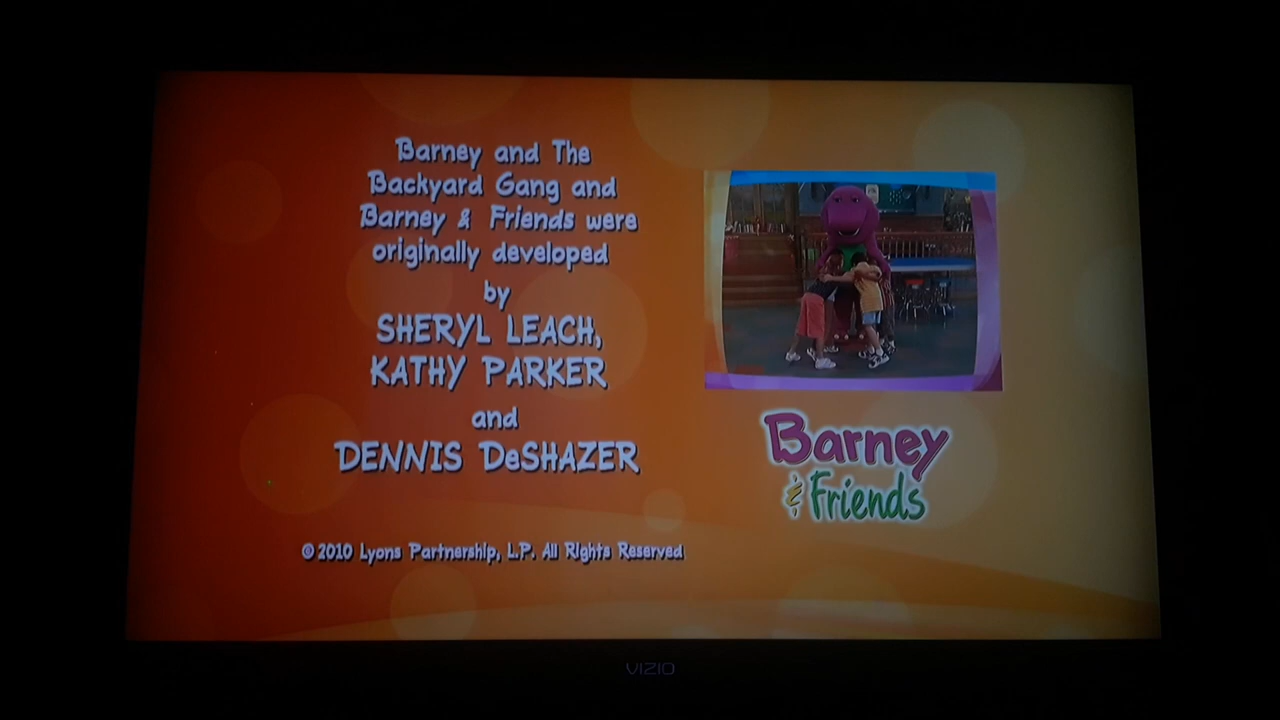 Barney and The
Backyard Gang and
Barney & Friends were
originally developed
by
SHERYL LEACH,
KATHY PARKER
and
DENNIS DeSHAZER
© 2010 Lyons Partnership, L.P. All Rights Reserved
Barney
& Friends
VIZIO